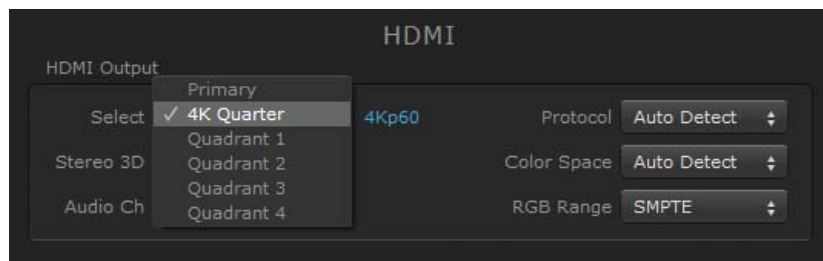 HDMI
HDMI Output
Select
Primary
✓ 4K Quarter
Quadrant 1
Quadrant 2
Quadrant 3
Quadrant 4
4Kp60
Protocol Auto Detect
Stereo 3D
Color Space Auto Detect
Audio Ch
RGB Range SMPTE